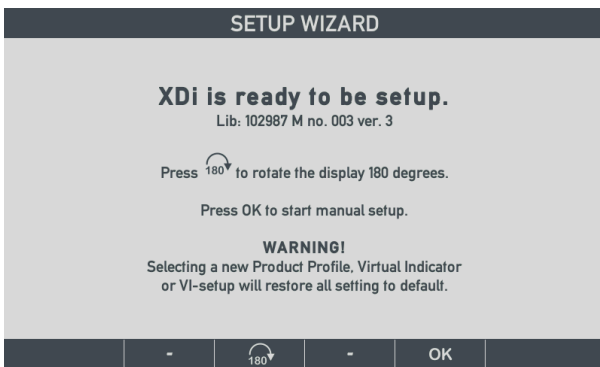 SETUP WIZARD
XDi is ready to be setup.
Lib: 102987 M no. 003 ver. 3
Press 180 to rotate the display 180 degrees.
Press OK to start manual setup.
WARNING!
Selecting a new Product Profile, Virtual Indicator
or VI-setup will restore all setting to default.
- 180 - OK